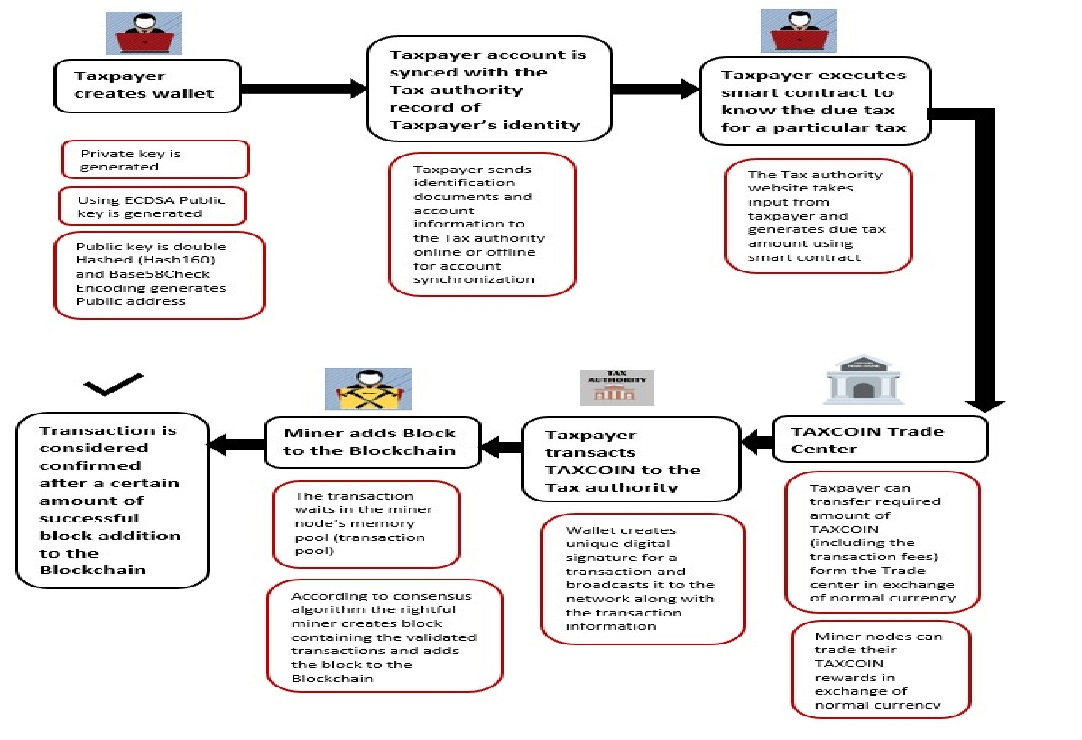 Taxpayer
creates wallet
Private key is
generated
Using ECDSA Public
key is generated
Public key is double
Hashed (Hash160)
and Base58Check
Encoding generates
Public address
Taxpayer account is
synced with the
Tax authority
record of
Taxpayer's identity
Taxpayer sends
identification
documents and
account
information to
the Tax authority
online or offline
for account
synchronization
Taxpayer executes
smart contract to
know the due tax
for a particular tax
The Tax authority
website takes
input from
taxpayer and
generates due tax
amount using
smart contract
TAXCOIN Trade
Center
Taxpayer can
transfer required
amount of
TAXCOIN
(including the
transaction fees)
form the Trade
center in exchange
of normal currency
Miner nodes can
trade their
TAXCOIN
rewards in
exchange of
normal currency
TAX
AUTHORITY
Taxpayer
transacts
TAXCOIN to the
Tax authority
Wallet creates
unique digital
signature for a
transaction and
broadcasts it to the
network along with
the transaction
information
Miner adds Block
to the Blockchain
The transaction
waits in the miner
node's memory
pool (transaction
pool)
According to consensus
algorithm the rightful
miner creates block
containing the validated
transactions and adds
the block to the
Blockchain
Transaction is
considered
confirmed
after a certain
amount of
successful
block addition
to the
Blockchain